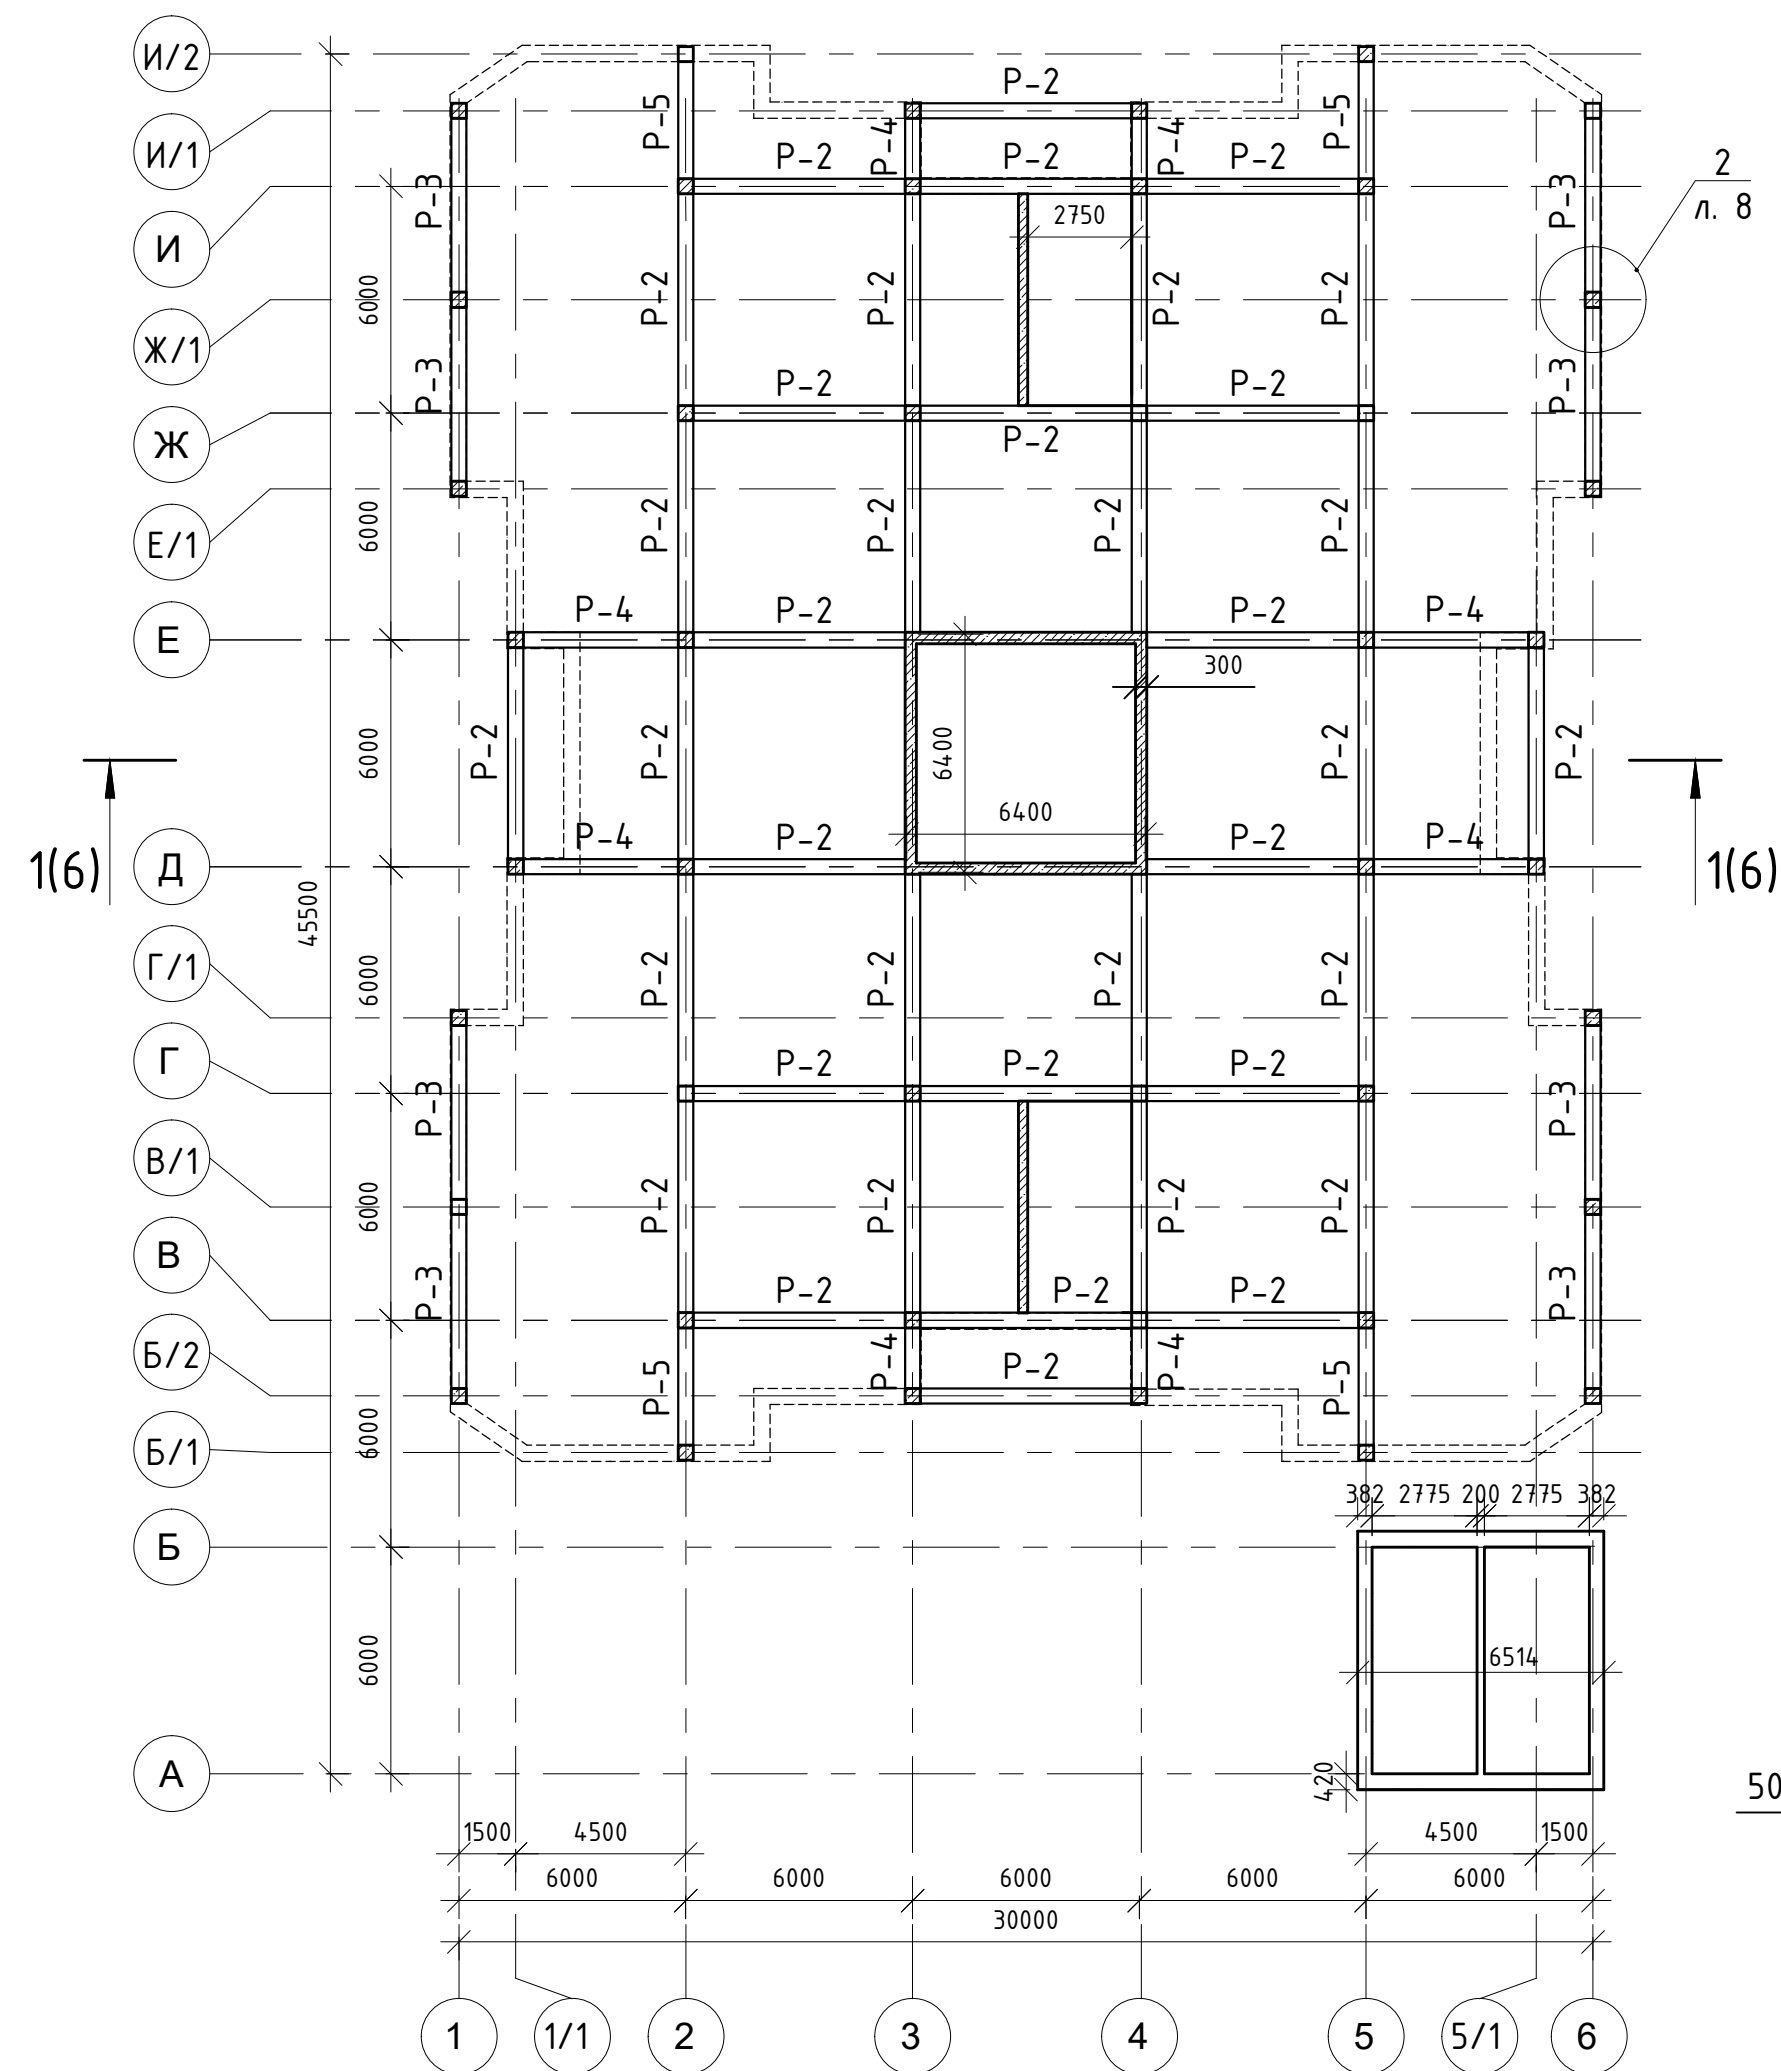 И/2
Р-2
Р-5
Р-4
Р-4
Р-5
И/1
Р-2
Р-2
Р-2
2
л. 8
Р-3
Р-3
2750
И
6000
Р-2
Р-2
Р-2
Р-2
Ж/1
Р-3
Р-2
Р-2
Р-3
Ж
Р-2
6000
Р-2
Р-2
Р-2
Р-2
Е/1
Р-4
Р-2
Р-2
Р-4
Е
300
6000
Р-2
Р-2
6400
Р-2
Р-2
6400
Р-4
Р-2
Р-2
Р-4
1(6)
Д
1(6)
45500
Г/1
6000
Р-2
Р-2
Р-2
Р-2
Г
Р-2
Р-2
Р-2
Р-3
Р-3
В/1
6000
Р-2
Р-2
Р-2
Р-2
В
Р-3
Р-2
Р-2
Р-2
Р-3
Б/2
Р-4
Р-2
Р-4
Р-5
Р-5
Б/1
6000
382
2775
200
2775
382
Б
6000
6514
А
420
50
1500
4500
4500
1500
6000
6000
6000
6000
6000
30000
1
1/1
2
3
4
5
5/1
6